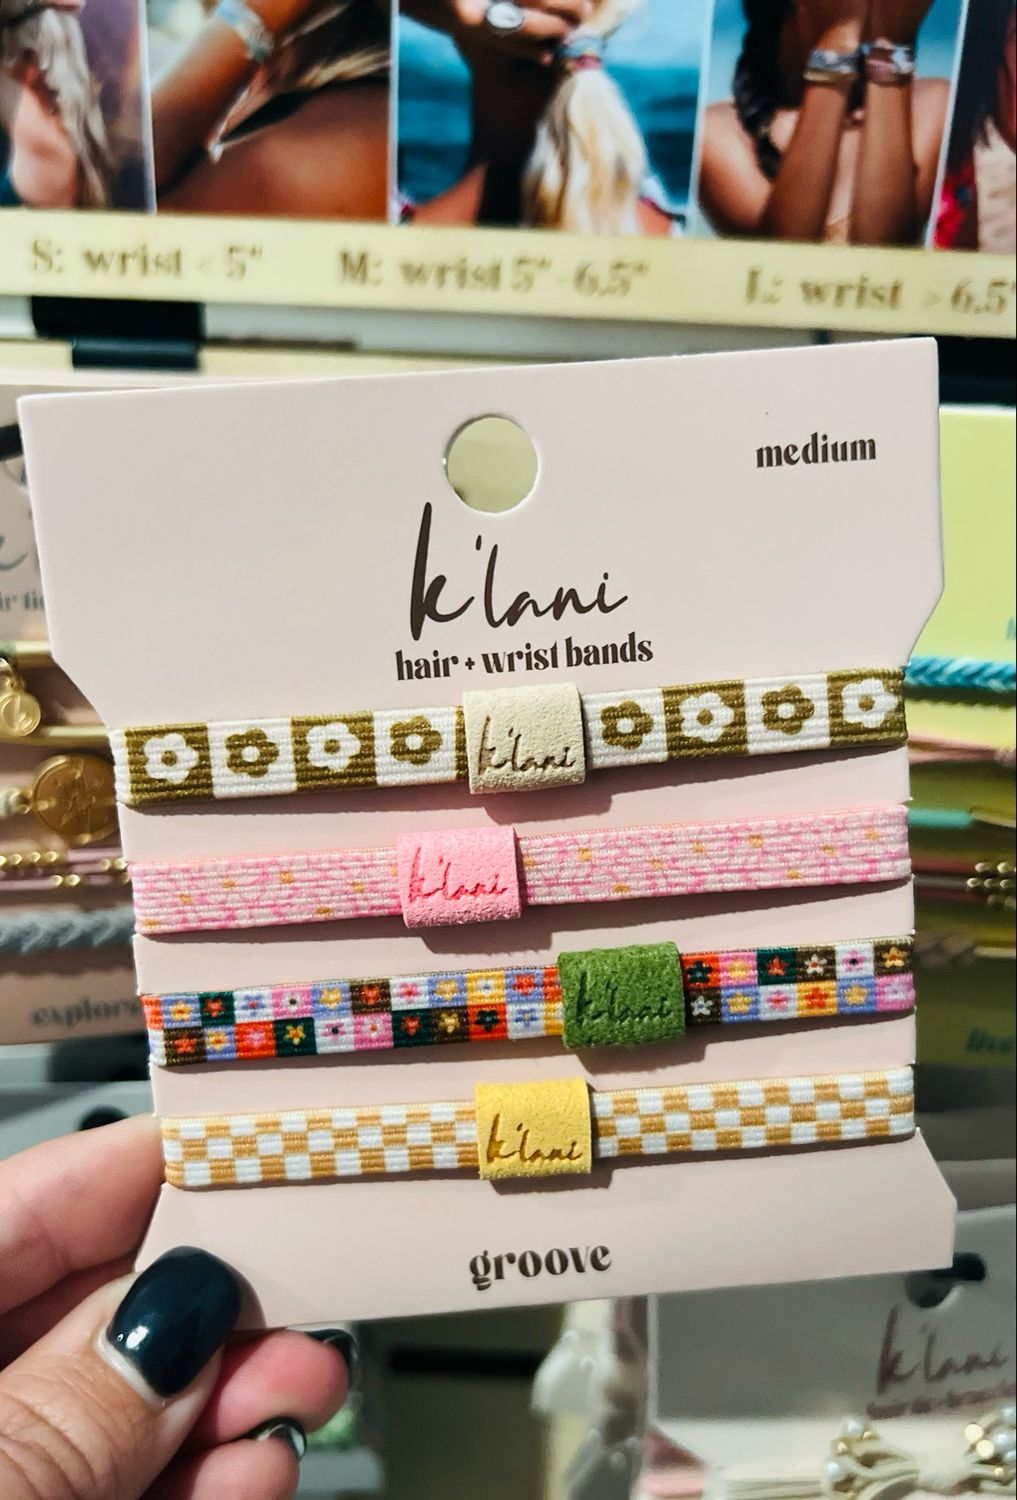 S: wrist < 5" M: wrist 5" - 6.5" L: wrist > 6.5"
medium
k'lani
hair + wrist bands
k'lani
k'lani
k'lani
k'lani
groove
explore
k'lani